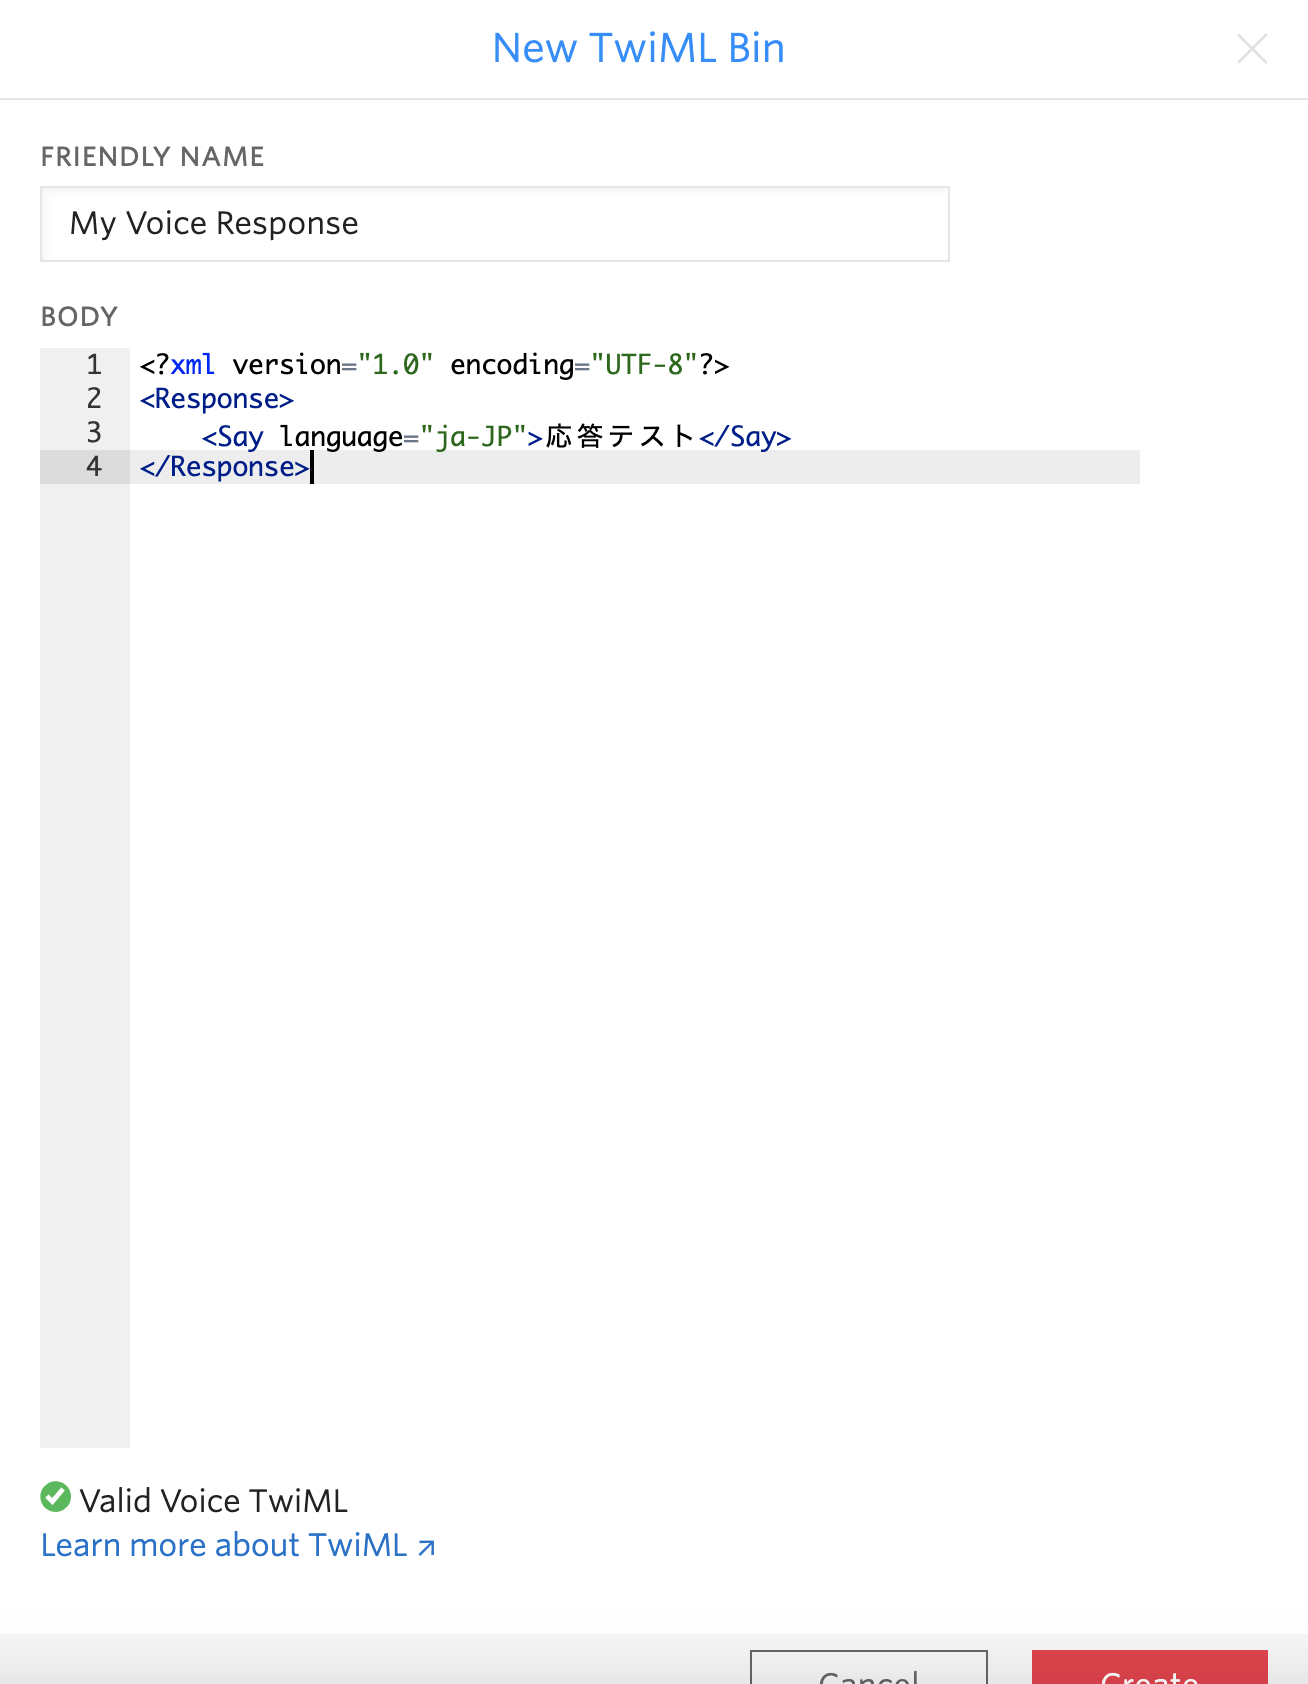 New TwiML Bin
FRIENDLY NAME
My Voice Response
BODY
1 <?xml version="1.0" encoding="UTF-8"?>
2 <Response>
3     <Say language="ja-JP">応答テスト</Say>
4 </Response>
Valid Voice TwiML
Learn more about TwiML ↗
Cancel
Create